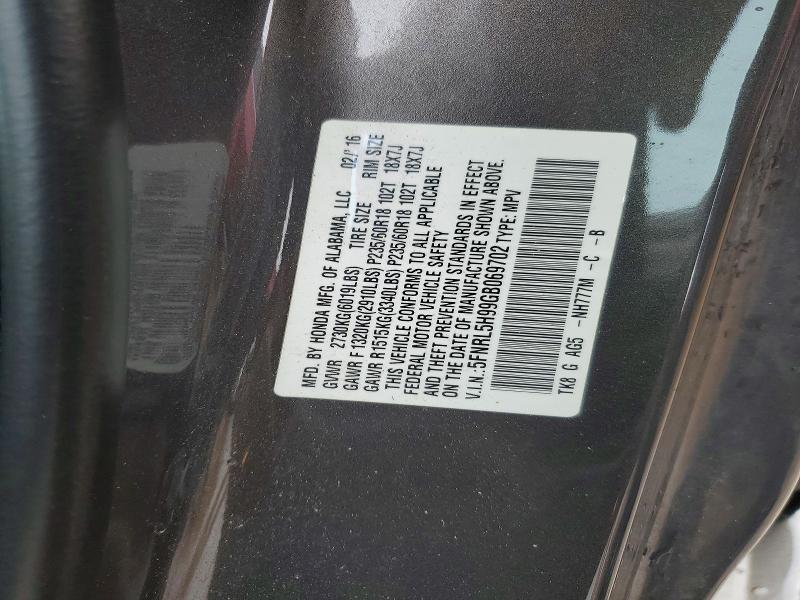 MFD. BY HONDA MFG. OF ALABAMA, LLC 02/16
GVWR 2730KG(6019LBS) TIRE SIZE RIM SIZE
GAWR F 1320KG(2910LBS) P235/60R18 102T 18X7J
GAWR R 1515KG(3340LBS) P235/60R18 102T 18X7J
THIS VEHICLE CONFORMS TO ALL APPLICABLE
FEDERAL MOTOR VEHICLE SAFETY
AND THEFT PREVENTION STANDARDS IN EFFECT
ON THE DATE OF MANUFACTURE SHOWN ABOVE.
V.I.N.:5FNRL5H99GB069702 TYPE: MPV
TK8 G AG5 -NH777M -C -B